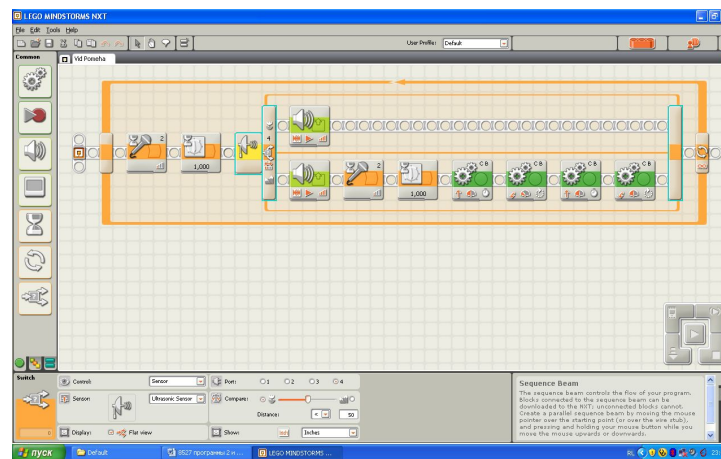 LEGO MINDSTORMS NXT
File Edit Tools Help
User Profile: Default
Common
Vid Pomeha
2
1,000
4
2
1,000
C B
C B
C B
C B
Switch
Control: Sensor
Port: 1 2 3 4
Sensor: Ultrasonic Sensor
Compare:
Distance: < 50
Display: Flat view
Show: Inches
Sequence Beam
The sequence beam controls the flow of your program.
Blocks connected to the sequence beam can be
downloaded to the NXT; unconnected blocks cannot.
Create a parallel sequence beam by moving the mouse
pointer over the starting point (or over the wire stub),
and pressing and holding your mouse button while you
move the mouse upwards or downwards.
пуск
Default
8527 программы 2 н ...
LEGO MINDSTORMS ...
RL